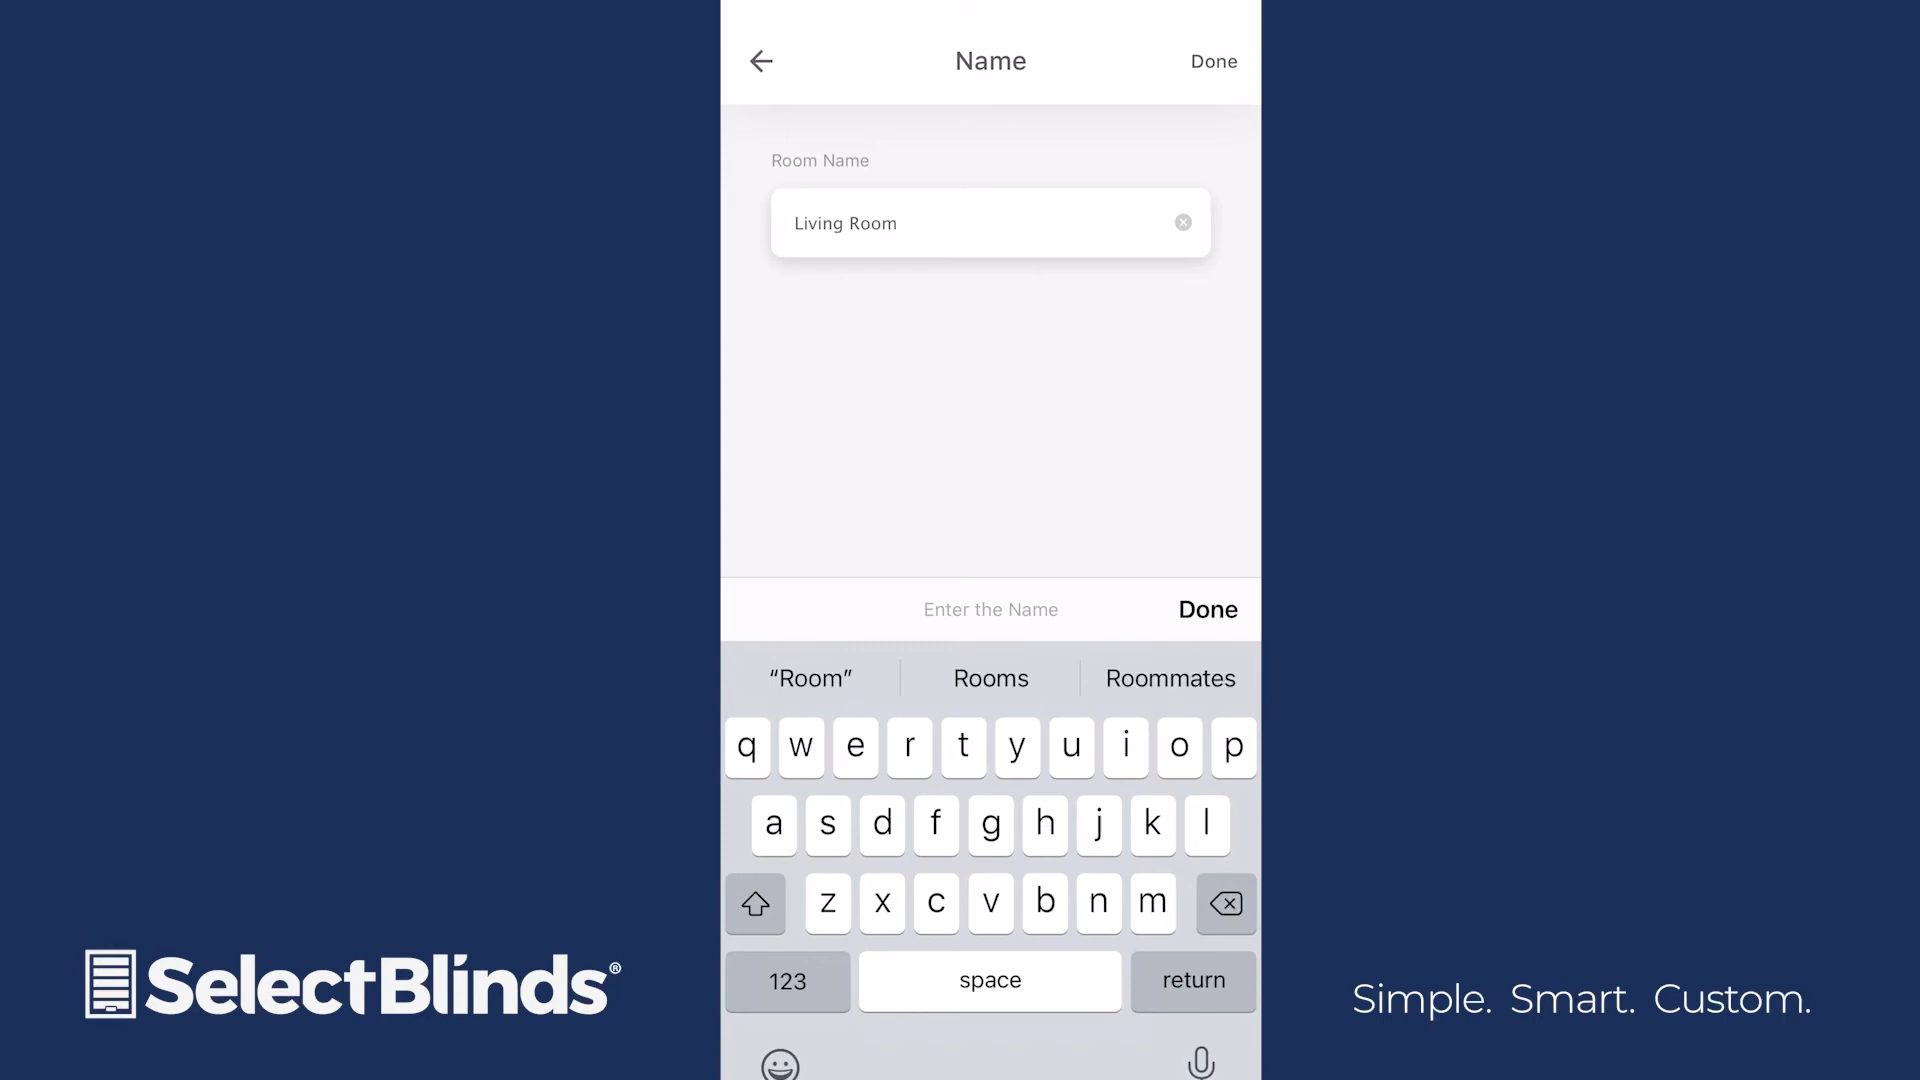 Name
Done
Room Name
Living Room
Enter the Name
Done
“Room”
Rooms
Roommates
q w e r t y u i o p
a s d f g h j k l
z x c v b n m
123
space
return
SelectBlinds®
Simple. Smart. Custom.